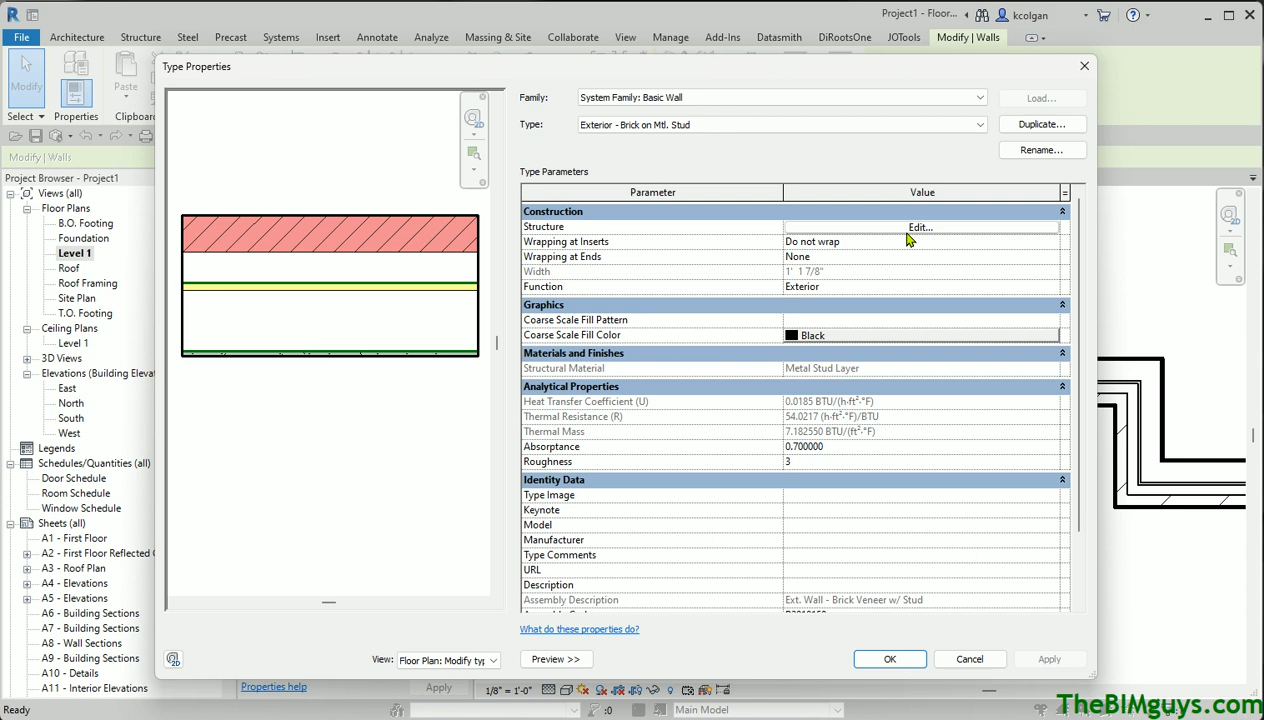 Project1 - Floor...
kcolgan
File Architecture Structure Steel Precast Systems Insert Annotate Analyze Massing & Site Collaborate View Manage Add-Ins Datasmith DiRootsOne JOTools Modify | Walls
Modify
Paste
Select Properties Clipboard
Modify | Walls
Project Browser - Project1
Views (all)
Floor Plans
B.O. Footing
Foundation
Level 1
Roof
Roof Framing
Site Plan
T.O. Footing
Ceiling Plans
Level 1
3D Views
Elevations (Building Elevat
East
North
South
West
Legends
Schedules/Quantities (all)
Door Schedule
Room Schedule
Window Schedule
Sheets (all)
A1 - First Floor
A2 - First Floor Reflected C
A3 - Roof Plan
A4 - Elevations
A5 - Elevations
A6 - Building Sections
A7 - Building Sections
A8 - Wall Sections
A9 - Building Sections
A10 - Details
A11 - Interior Elevations
Type Properties
Family: System Family: Basic Wall Load...
Type: Exterior - Brick on Mtl. Stud Duplicate...
Rename...
Type Parameters
Parameter Value =
Construction
Structure Edit...
Wrapping at Inserts Do not wrap
Wrapping at Ends None
Width 1' 1 7/8"
Function Exterior
Graphics
Coarse Scale Fill Pattern
Coarse Scale Fill Color Black
Materials and Finishes
Structural Material Metal Stud Layer
Analytical Properties
Heat Transfer Coefficient (U) 0.0185 BTU/(h·ft²·°F)
Thermal Resistance (R) 54.0217 (h·ft²·°F)/BTU
Thermal Mass 7.182550 BTU/(ft²·°F)
Absorptance 0.700000
Roughness 3
Identity Data
Type Image
Keynote
Model
Manufacturer
Type Comments
URL
Description
Assembly Description Ext. Wall - Brick Veneer w/ Stud
What do these properties do?
View: Floor Plan: Modify typ Preview >> OK Cancel Apply
Properties help Apply
1/8" = 1'-0"
Ready :0 Main Model
TheBIMguys.com